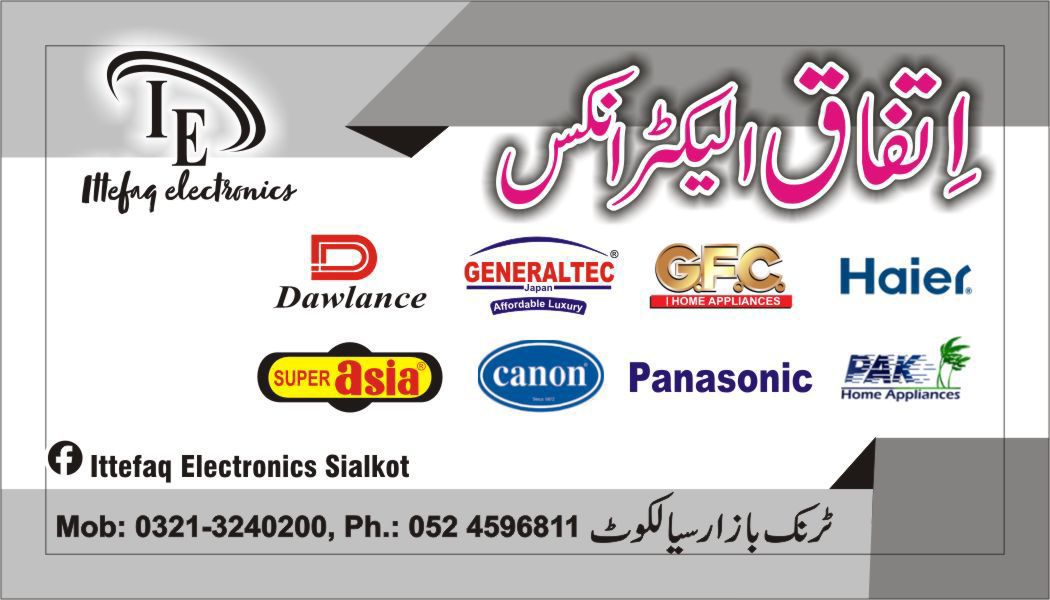 IE
Ittefaq electronics
اِتفاق الیکٹرانکس
Dawlance
GENERALTEC®
Japan
Affordable Luxury
G.F.C.
I HOME APPLIANCES
Haier®
SUPER asia®
canon®
Since 1972
Panasonic
PAK
Home Appliances
Ittefaq Electronics Sialkot
Mob: 0321-3240200, Ph.: 052 4596811 ٹرنک بازار سیالکوٹ